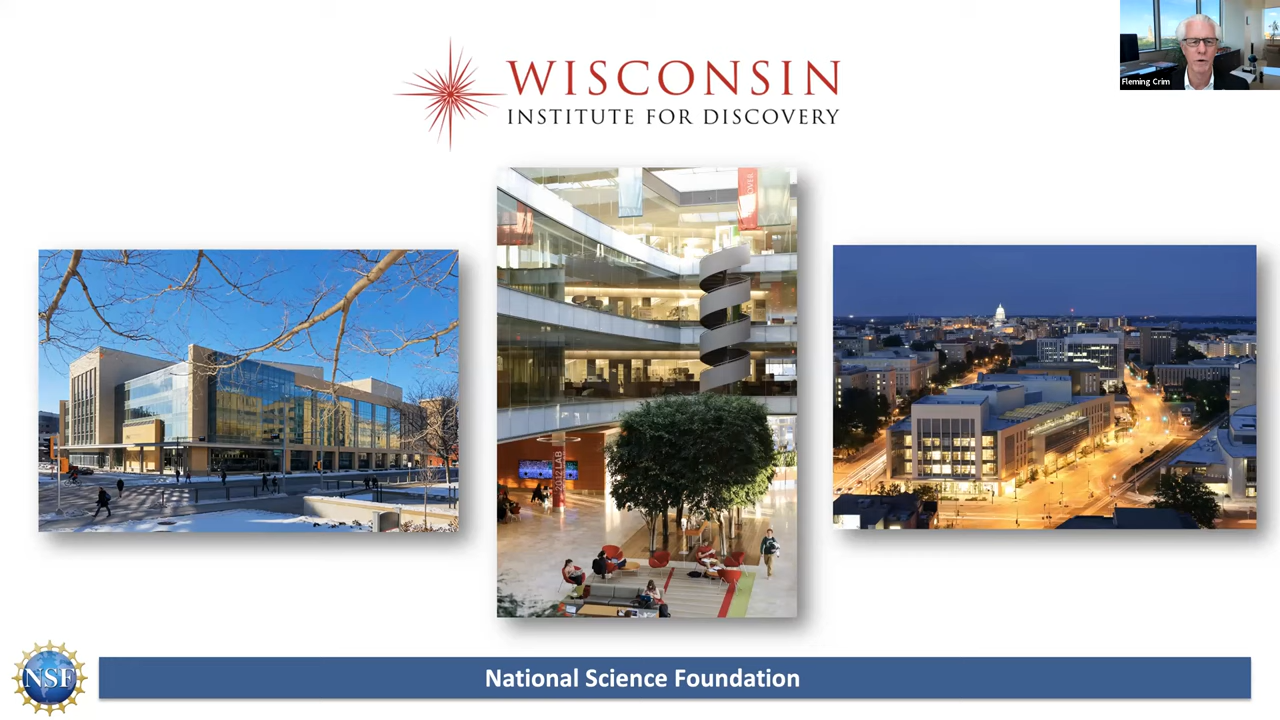 WISCONSIN
INSTITUTE FOR DISCOVERY
Fleming Crim
NSF
National Science Foundation